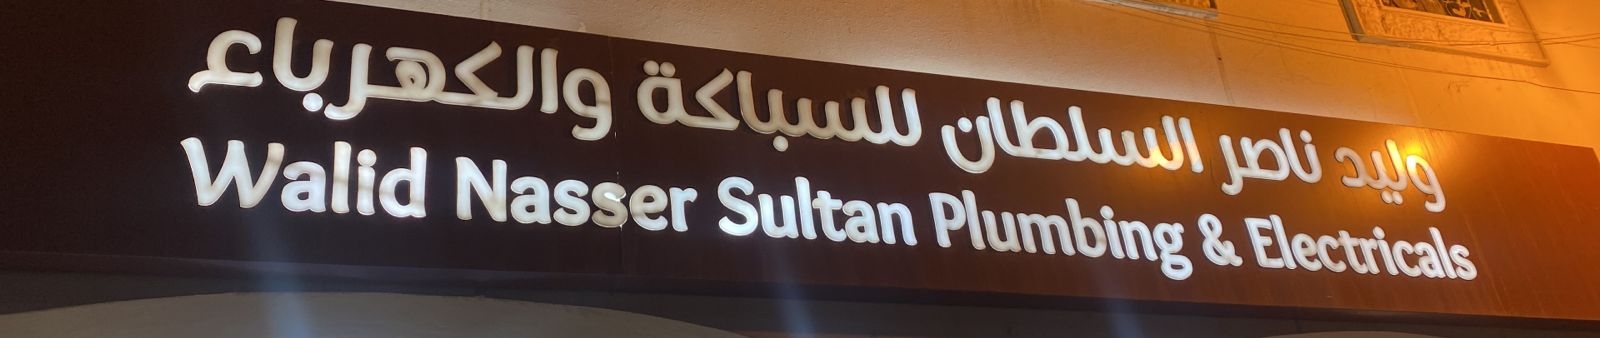 وليد ناصر السلطان للسباكة والكهرباء
Walid Nasser Sultan Plumbing & Electricals